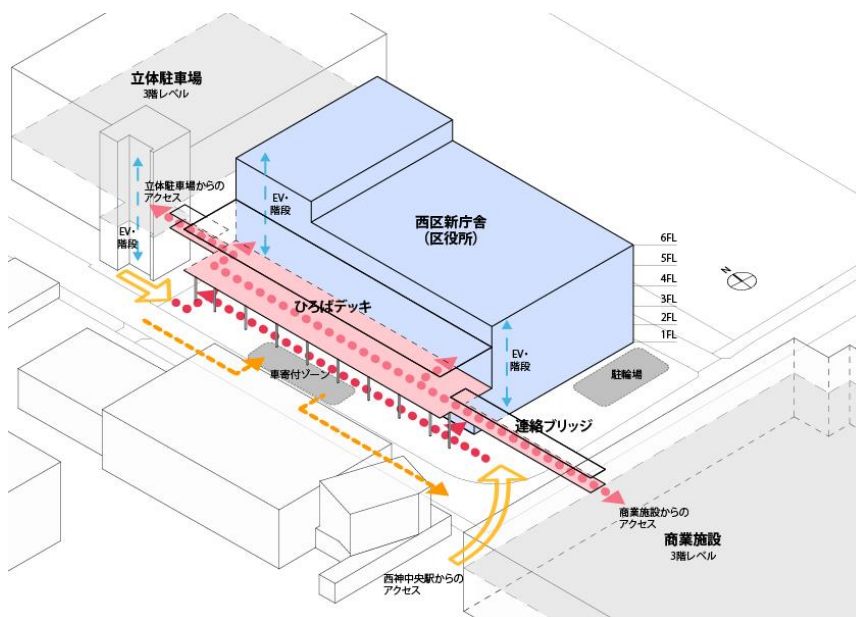 立体駐車場
3階レベル
立体駐車場からの
アクセス
EV・
階段
EV・
階段
西区新庁舎
(区役所)
6FL
5FL
4FL
3FL
2FL
1FL
N
ひろばデッキ
車寄付ゾーン
EV・
階段
駐輪場
連絡ブリッジ
商業施設からの
アクセス
商業施設
3階レベル
西神中央駅からの
アクセス